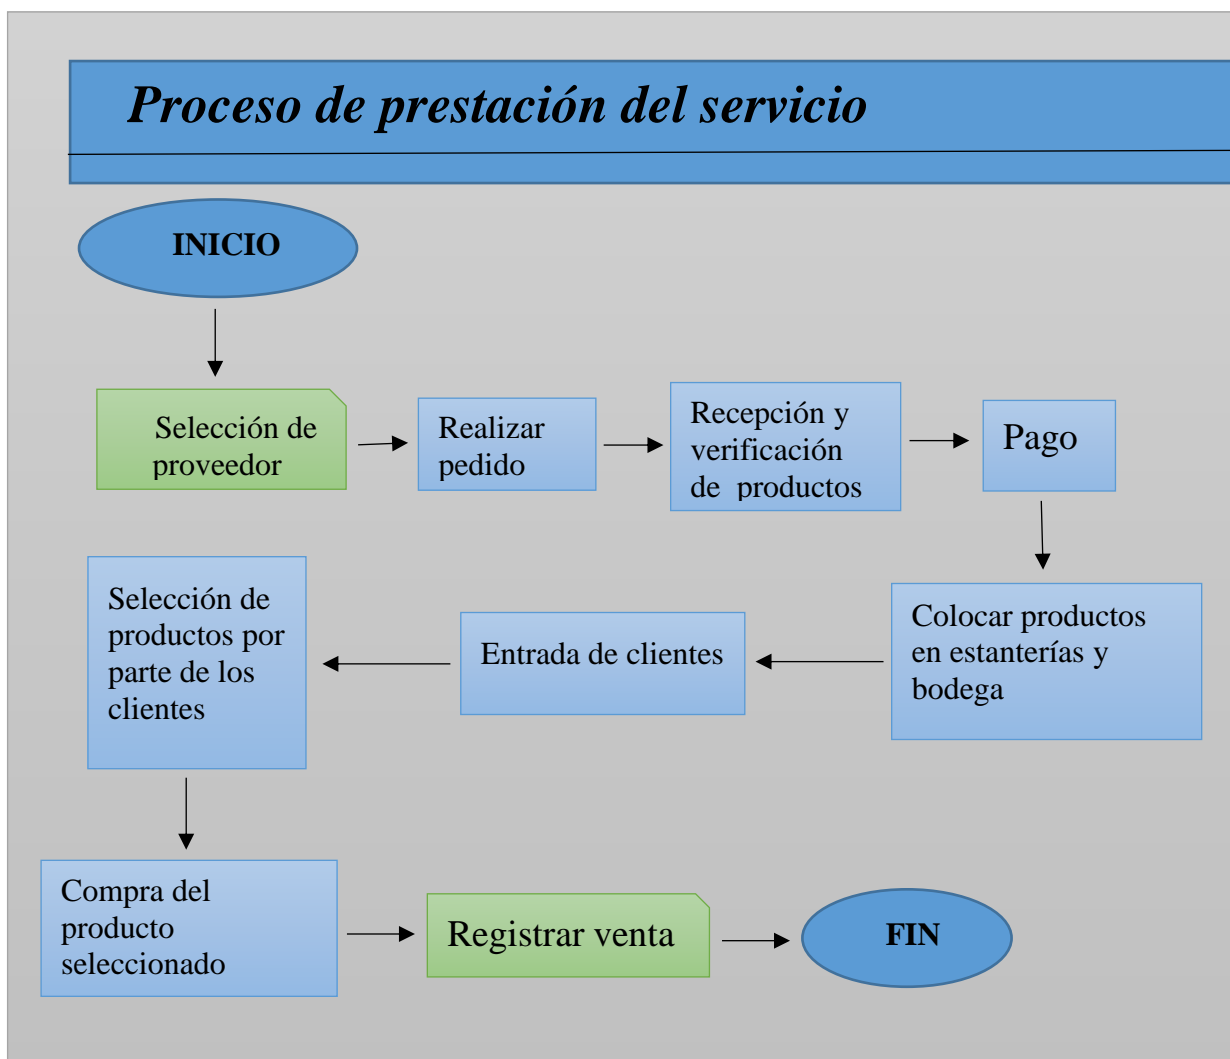 Proceso de prestación del servicio
INICIO
Selección de
proveedor
Realizar
pedido
Recepción y
verificación
de productos
Pago
Colocar productos
en estanterías y
bodega
Entrada de clientes
Selección de
productos por
parte de los
clientes
Compra del
producto
seleccionado
Registrar venta
FIN